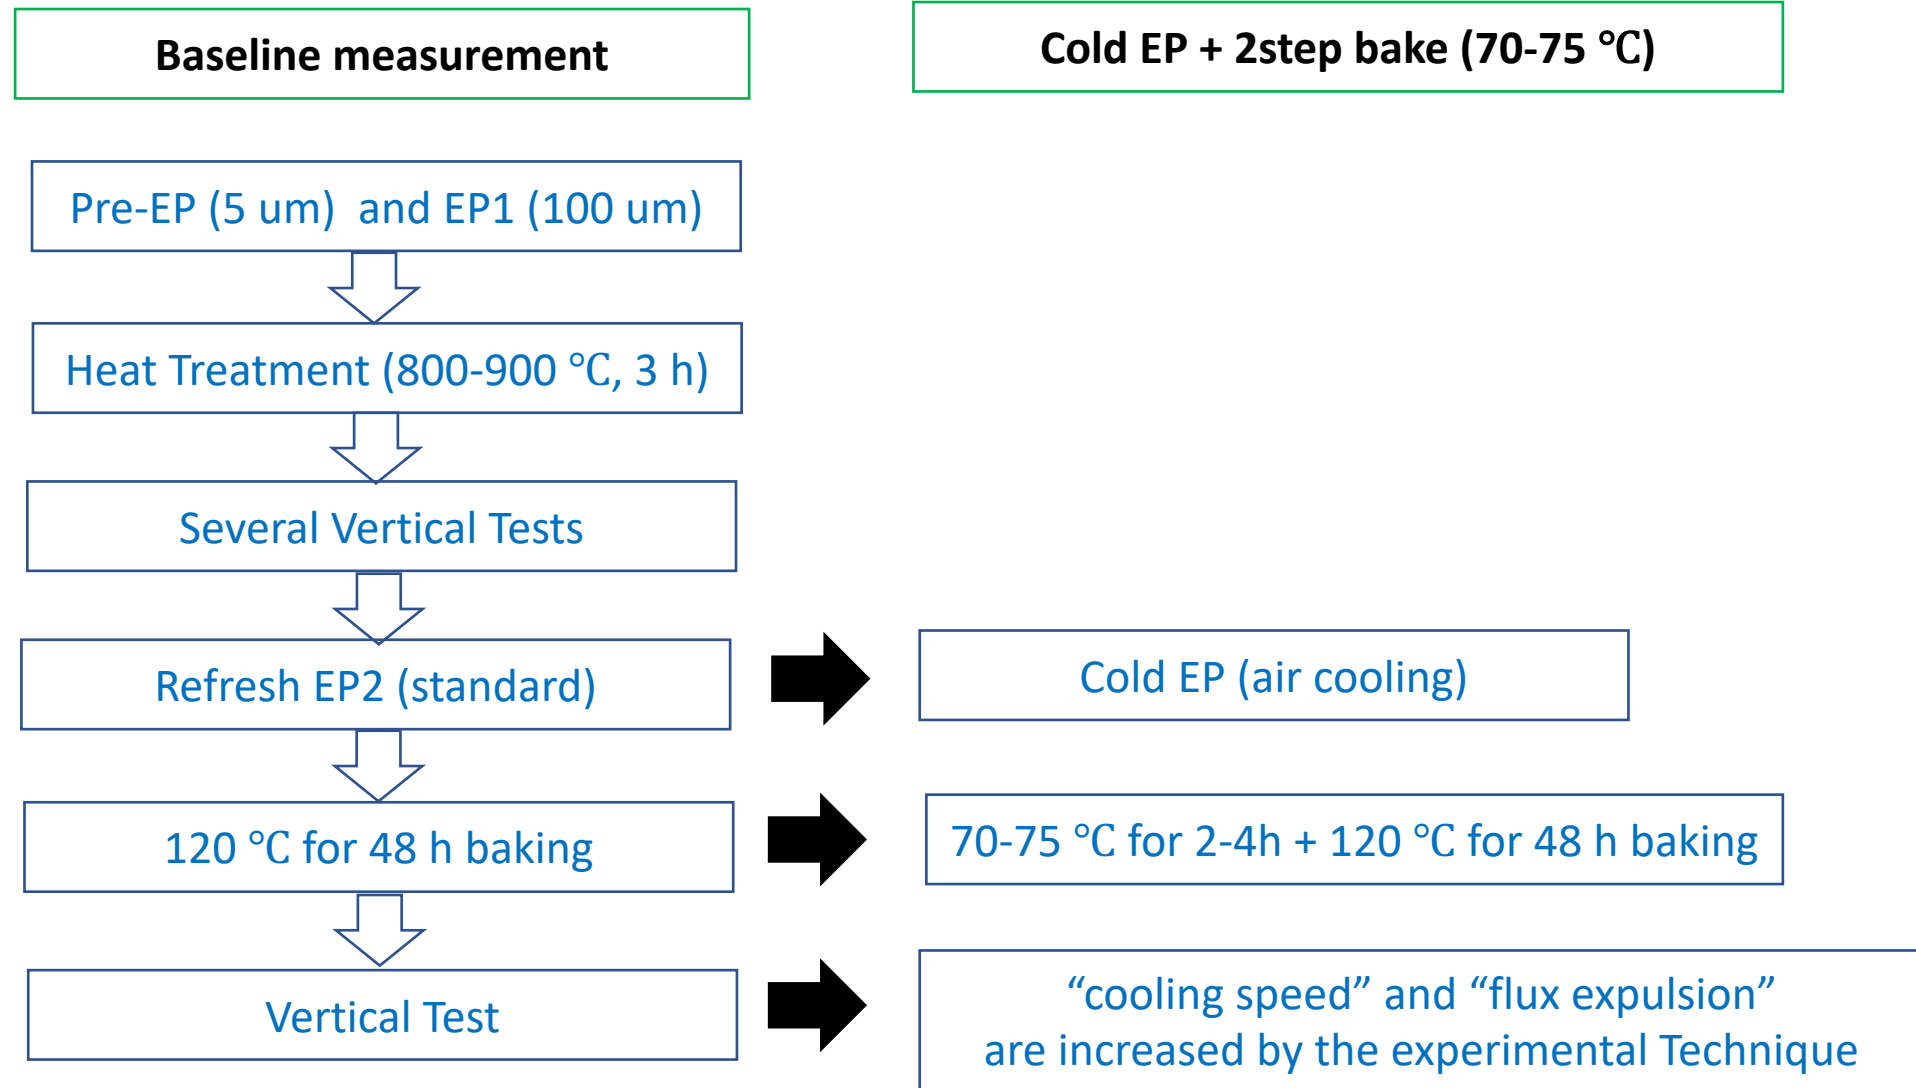 Baseline measurement
Cold EP + 2step bake (70-75 ℃)
Pre-EP (5 um)  and EP1 (100 um)
Heat Treatment (800-900 ℃, 3 h)
Several Vertical Tests
Refresh EP2 (standard)
Cold EP (air cooling)
120 ℃ for 48 h baking
70-75 ℃ for 2-4h + 120 ℃ for 48 h baking
Vertical Test
“cooling speed” and “flux expulsion”
are increased by the experimental Technique